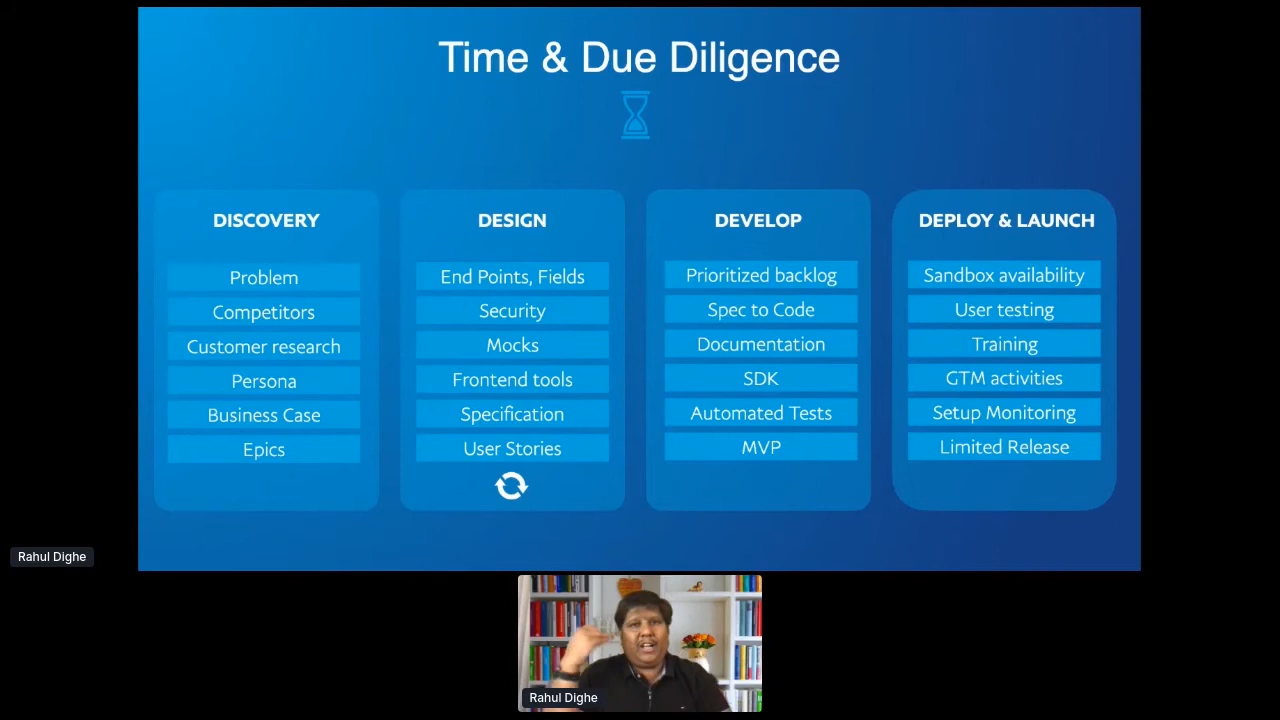 Time & Due Diligence
DISCOVERY
Problem
Competitors
Customer research
Persona
Business Case
Epics
DESIGN
End Points, Fields
Security
Mocks
Frontend tools
Specification
User Stories
DEVELOP
Prioritized backlog
Spec to Code
Documentation
SDK
Automated Tests
MVP
DEPLOY & LAUNCH
Sandbox availability
User testing
Training
GTM activities
Setup Monitoring
Limited Release
Rahul Dighe
Rahul Dighe